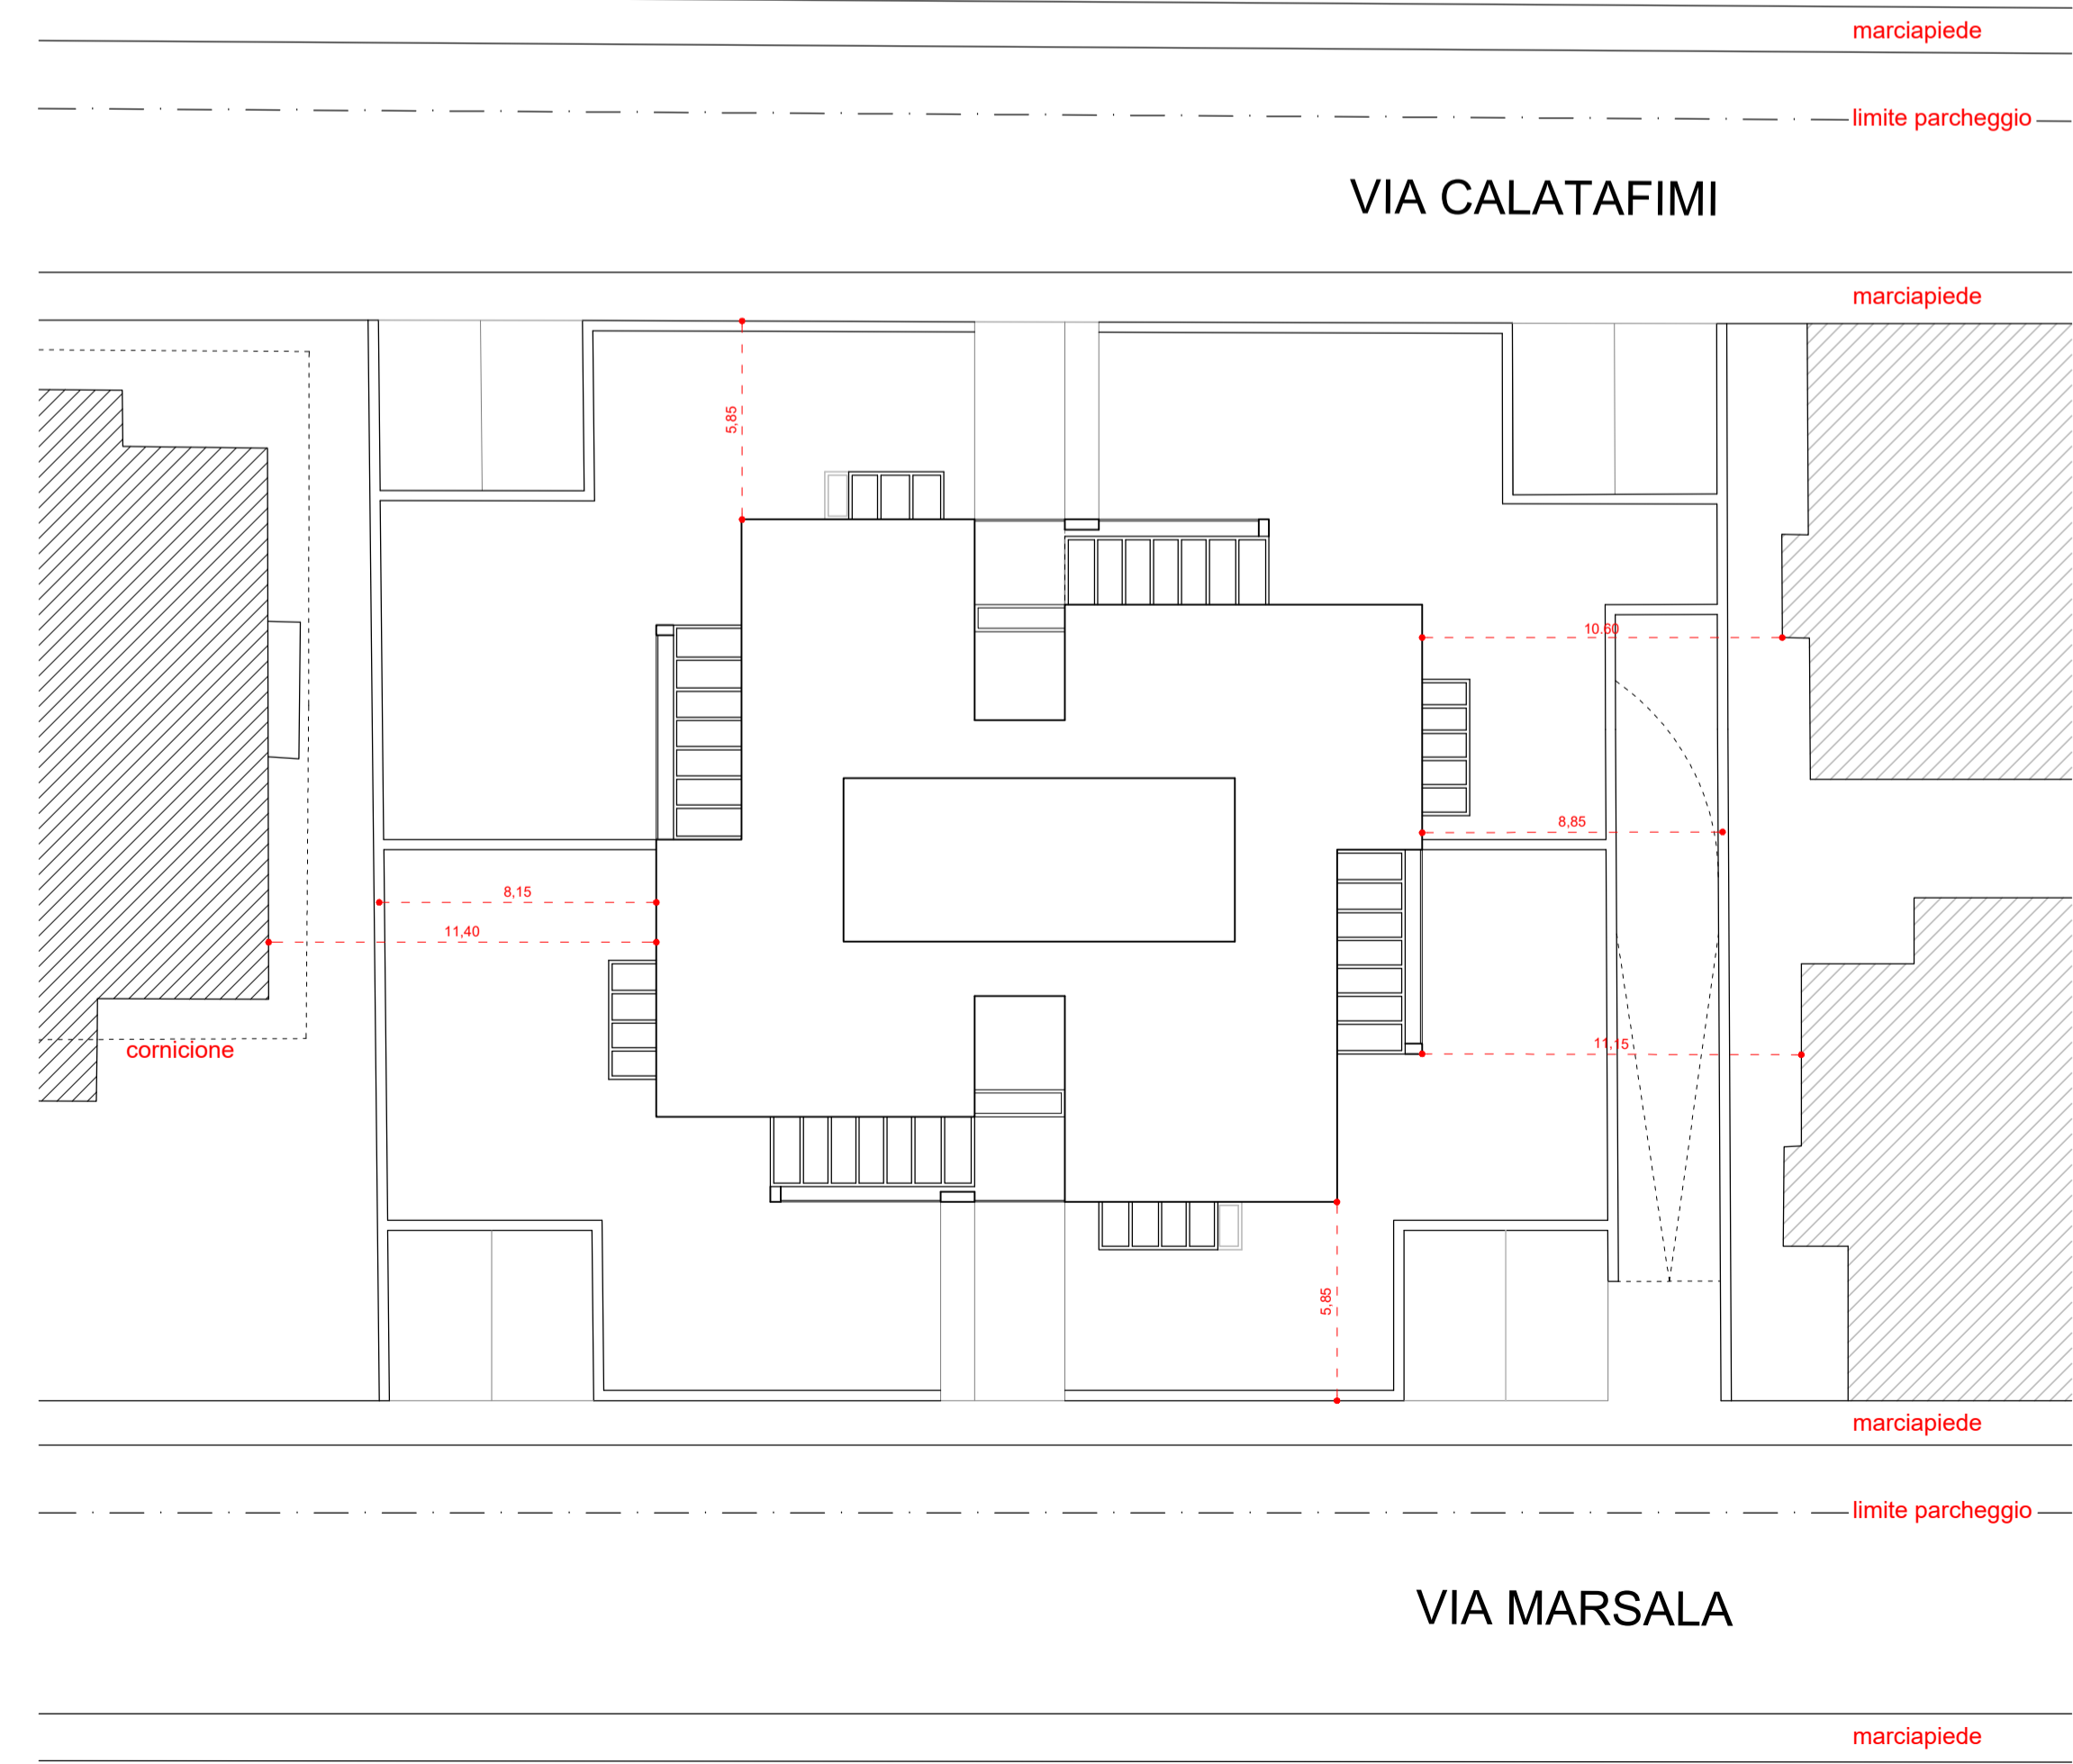 marciapiede
limite parcheggio
VIA CALATAFIMI
marciapiede
5,85
10.60
8,85
8,15
11,40
11,15
cornicione
5,85
marciapiede
limite parcheggio
VIA MARSALA
marciapiede